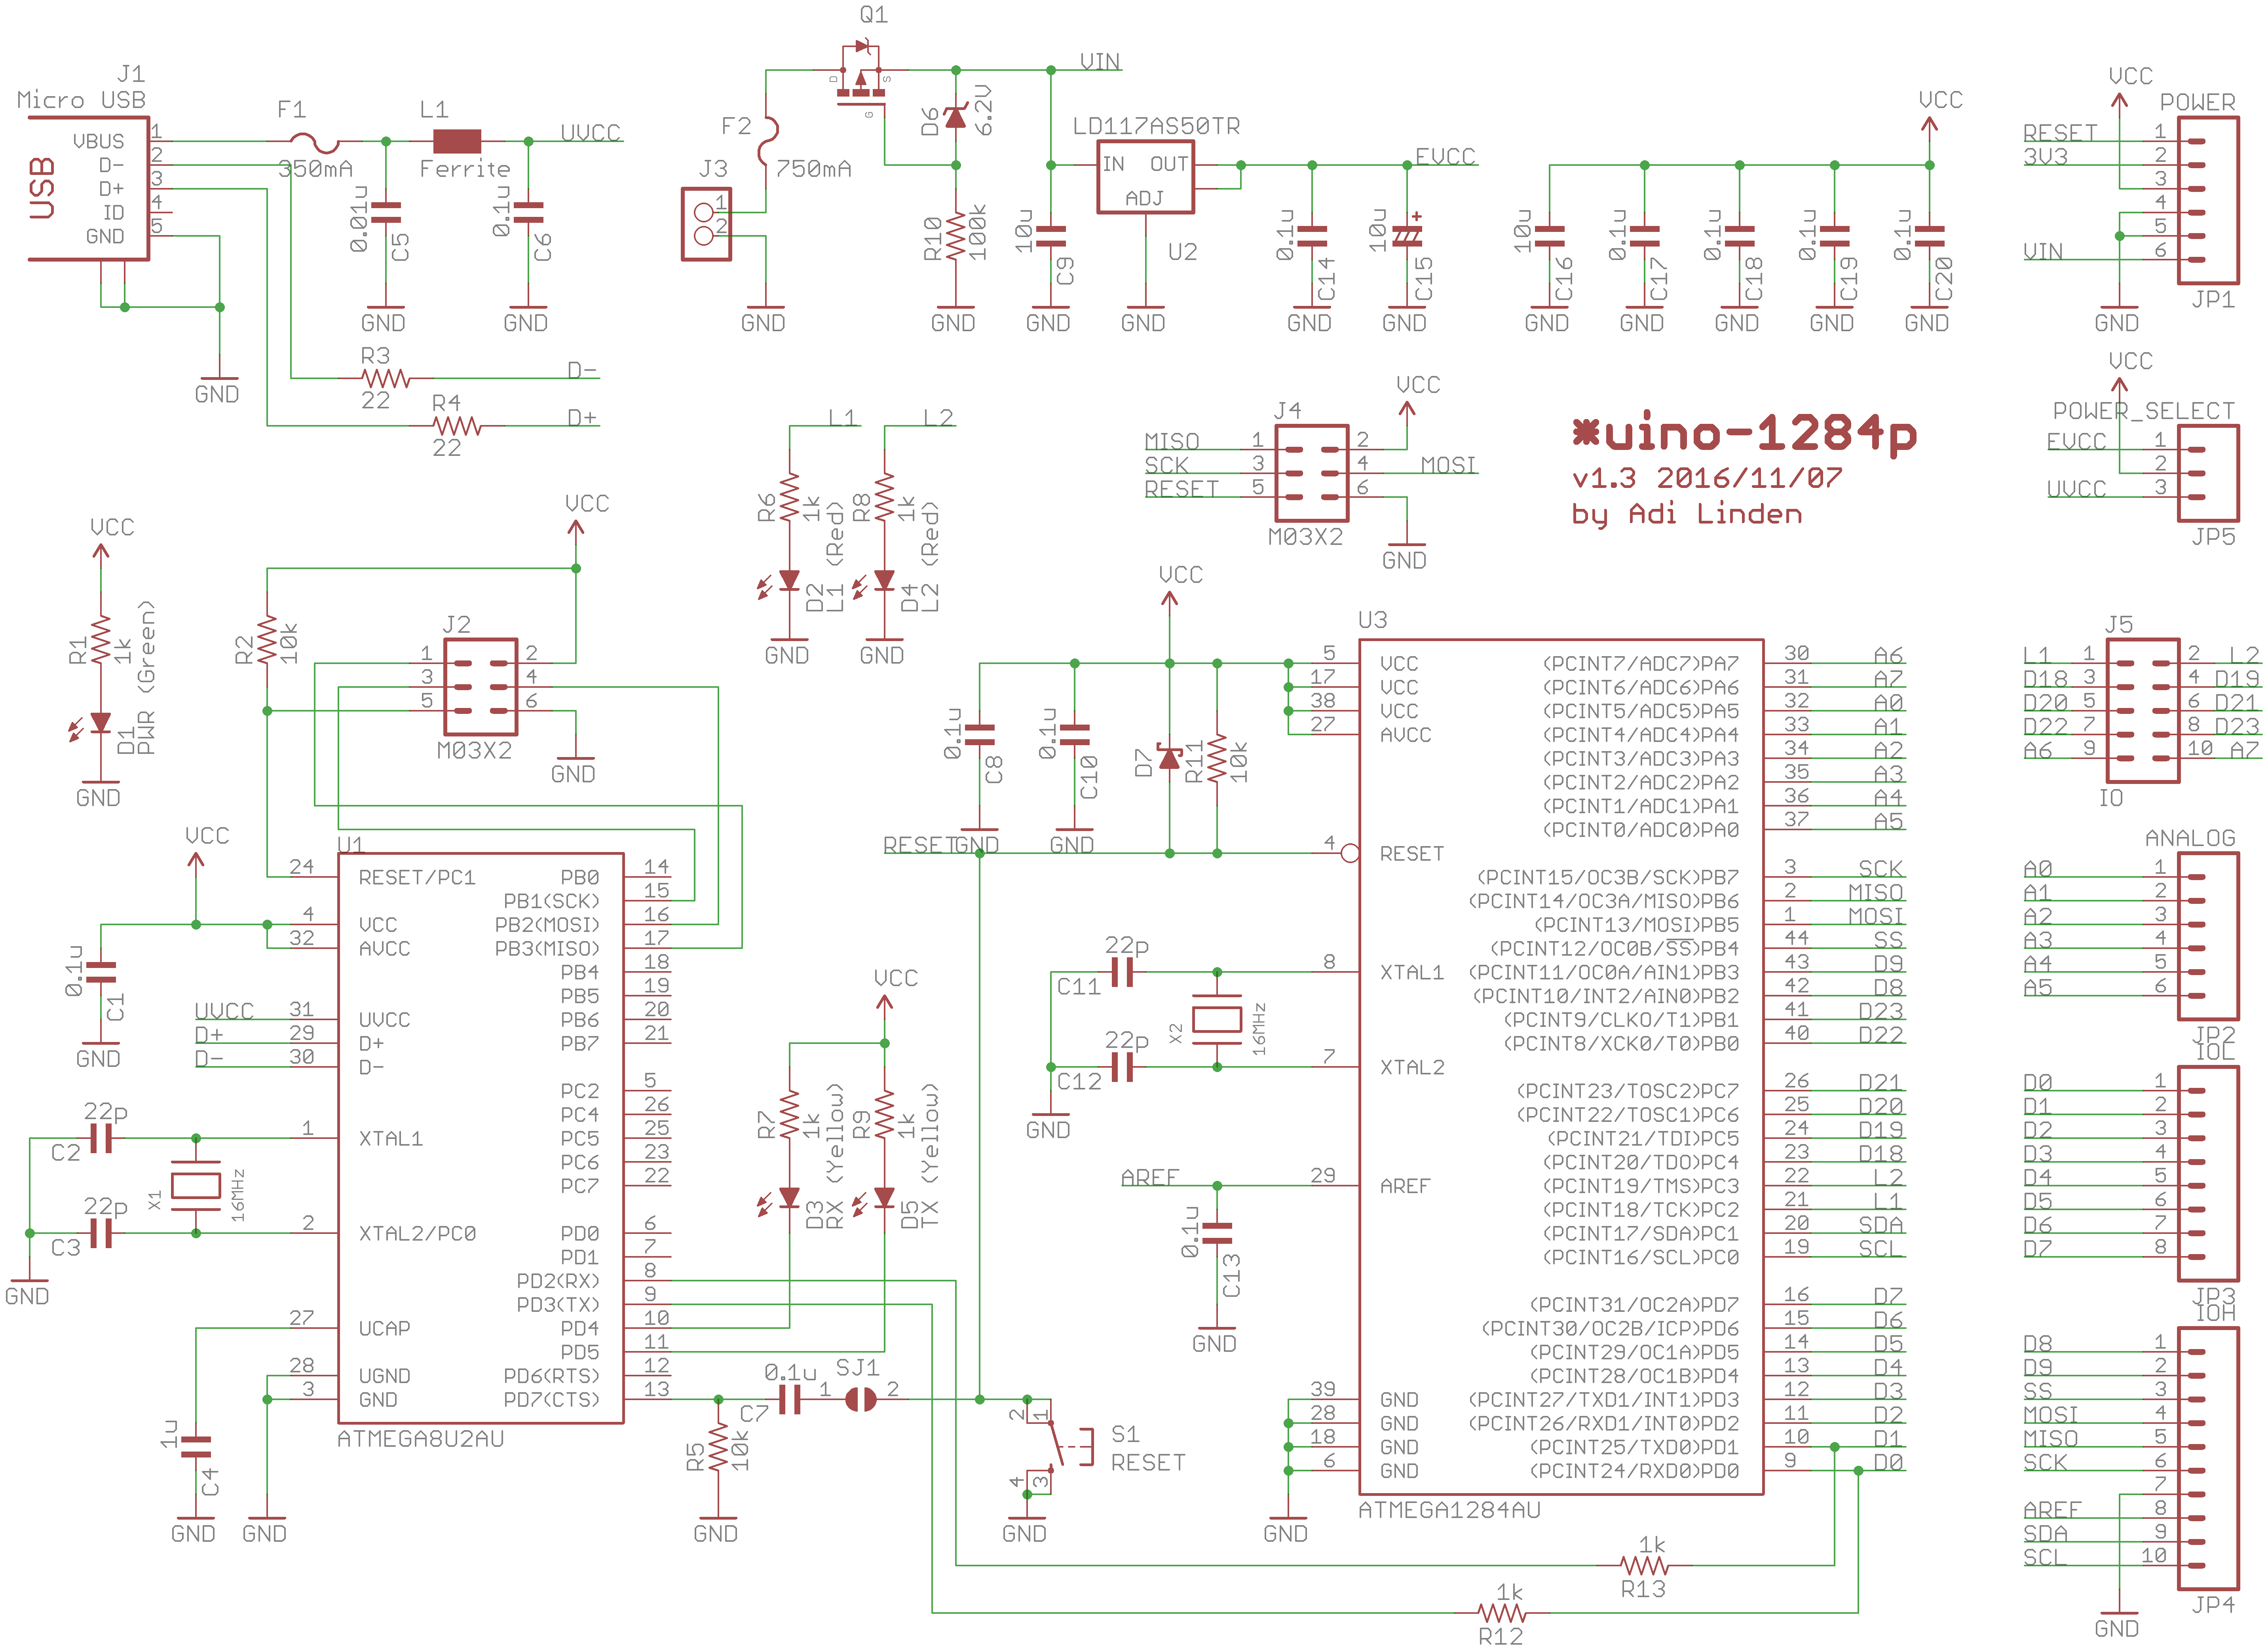 J1
Micro USB
USB
VBUS 1
D- 2
D+ 3
ID 4
GND 5
GND
F1
350mA
L1
Ferrite
UVCC
0.01u
C5
GND
0.1u
C6
GND
R3
22
D-
R4
22
D+
Q1
D
S
G
F2
750mA
J3
1
2
GND
D6
6.2V
R10
100k
GND
VIN
10u
C9
GND
LD117AS50TR
IN OUT
ADJ
U2
GND
EVCC
0.1u
C14
GND
10u
+
C15
GND
VCC
10u
C16
GND
0.1u
C17
GND
0.1u
C18
GND
0.1u
C19
GND
0.1u
C20
GND
VCC
POWER
RESET 1
3V3 2
3
4
5
VIN 6
JP1
GND
VCC
POWER_SELECT
EVCC 1
2
UVCC 3
JP5
*uino-1284p
v1.3 2016/11/07
by Adi Linden
J4
VCC
MISO 1 2
SCK 3 4 MOSI
RESET 5 6
M03X2
GND
L1
R6
1k
D2
L1 (Red)
GND
L2
R8
1k
D4
L2 (Red)
GND
VCC
R1
1k
D1
PWR (Green)
GND
VCC
R2
10k
J2
1 2
3 4
5 6
M03X2
GND
VCC
0.1u
C1
GND
UVCC
D+
D-
22p
C2
22p
C3
X1
16MHz
GND
1u
C4
GND
GND
U1
24 RESET/PC1 PB0 14
PB1(SCK) 15
4 VCC PB2(MOSI) 16
32 AVCC PB3(MISO) 17
PB4 18
PB5 19
31 UVCC PB6 20
29 D+ PB7 21
30 D-
PC2 5
PC4 26
1 XTAL1 PC5 25
PC6 23
PC7 22
2 XTAL2/PC0 PD0 6
PD1 7
PD2(RX) 8
PD3(TX) 9
27 UCAP PD4 10
PD5 11
28 UGND PD6(RTS) 12
3 GND PD7(CTS) 13
ATMEGA8U2AU
VCC
R7
1k
D3
RX (Yellow)
R9
1k
D5
TX (Yellow)
0.1u
C7
SJ1
1 2
R5
10k
GND
2 1
4 3
S1
RESET
GND
VCC
0.1u
C8
GND
0.1u
C10
GND
D7
R11
10k
RESET
22p
C11
22p
C12
X2
16MHz
GND
AREF
0.1u
C13
GND
GND
U3
5 VCC (PCINT7/ADC7)PA7 30 A6
17 VCC (PCINT6/ADC6)PA6 31 A7
38 VCC (PCINT5/ADC5)PA5 32 A0
27 AVCC (PCINT4/ADC4)PA4 33 A1
(PCINT3/ADC3)PA3 34 A2
(PCINT2/ADC2)PA2 35 A3
(PCINT1/ADC1)PA1 36 A4
(PCINT0/ADC0)PA0 37 A5
4 RESET
(PCINT15/OC3B/SCK)PB7 3 SCK
(PCINT14/OC3A/MISO)PB6 2 MISO
(PCINT13/MOSI)PB5 1 MOSI
(PCINT12/OC0B/SS)PB4 44 SS
8 XTAL1 (PCINT11/OC0A/AIN1)PB3 43 D9
(PCINT10/INT2/AIN0)PB2 42 D8
(PCINT9/CLKO/T1)PB1 41 D23
(PCINT8/XCK0/T0)PB0 40 D22
7 XTAL2
(PCINT23/TOSC2)PC7 26 D21
(PCINT22/TOSC1)PC6 25 D20
(PCINT21/TDI)PC5 24 D19
(PCINT20/TDO)PC4 23 D18
29 AREF (PCINT19/TMS)PC3 22 L2
(PCINT18/TCK)PC2 21 L1
(PCINT17/SDA)PC1 20 SDA
(PCINT16/SCL)PC0 19 SCL
(PCINT31/OC2A)PD7 16 D7
(PCINT30/OC2B/ICP)PD6 15 D6
(PCINT29/OC1A)PD5 14 D5
(PCINT28/OC1B)PD4 13 D4
39 GND (PCINT27/TXD1/INT1)PD3 12 D3
28 GND (PCINT26/RXD1/INT0)PD2 11 D2
18 GND (PCINT25/TXD0)PD1 10 D1
6 GND (PCINT24/RXD0)PD0 9 D0
ATMEGA1284AU
1k
R13
1k
R12
J5
L1 1 2 L2
D18 3 4 D19
D20 5 6 D21
D22 7 8 D23
A6 9 10 A7
IO
ANALOG
A0 1
A1 2
A2 3
A3 4
A4 5
A5 6
JP2
IOL
D0 1
D1 2
D2 3
D3 4
D4 5
D5 6
D6 7
D7 8
JP3
IOH
D8 1
D9 2
SS 3
MOSI 4
MISO 5
SCK 6
7
AREF 8
SDA 9
SCL 10
JP4
GND